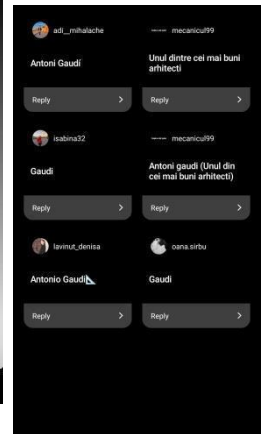 adi__mihalache
Antoni Gaudí
Reply
mecanicul99
Unul dintre cei mai buni
arhitecti
Reply
isabina32
Gaudi
Reply
mecanicul99
Antoni gaudi (Unul din
cei mai buni arhitecti)
Reply
lavinut_denisa
Antonio Gaudi📐
Reply
oana.sirbu
Gaudi
Reply